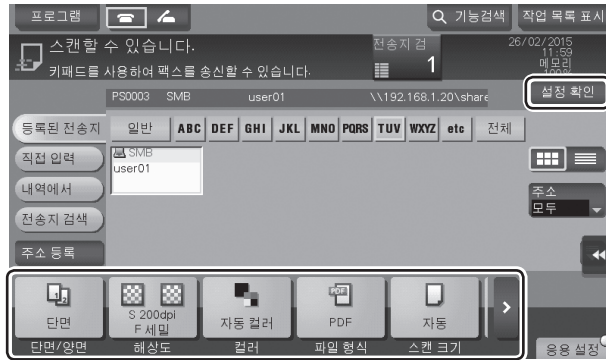 프로그램
기능검색
작업 목록 표시
스캔할 수 있습니다.
키패드를 사용하여 팩스를 송신할 수 있습니다.
전송지 검
1
26/02/2015
11:59
메모리
100%
PS0003 SMB user01 \\192.168.1.20\share
설정 확인
등록된 전송지
일반 ABC DEF GHI JKL MNO PQRS TUV WXYZ etc 전체
직접 입력
내역에서
전송지 검색
주소 등록
SMB
user01
주소
모두
단면
S 200dpi
F 세밀
자동 컬러
PDF
PDF
자동
단면/양면
해상도
컬러
파일 형식
스캔 크기
응용 설정